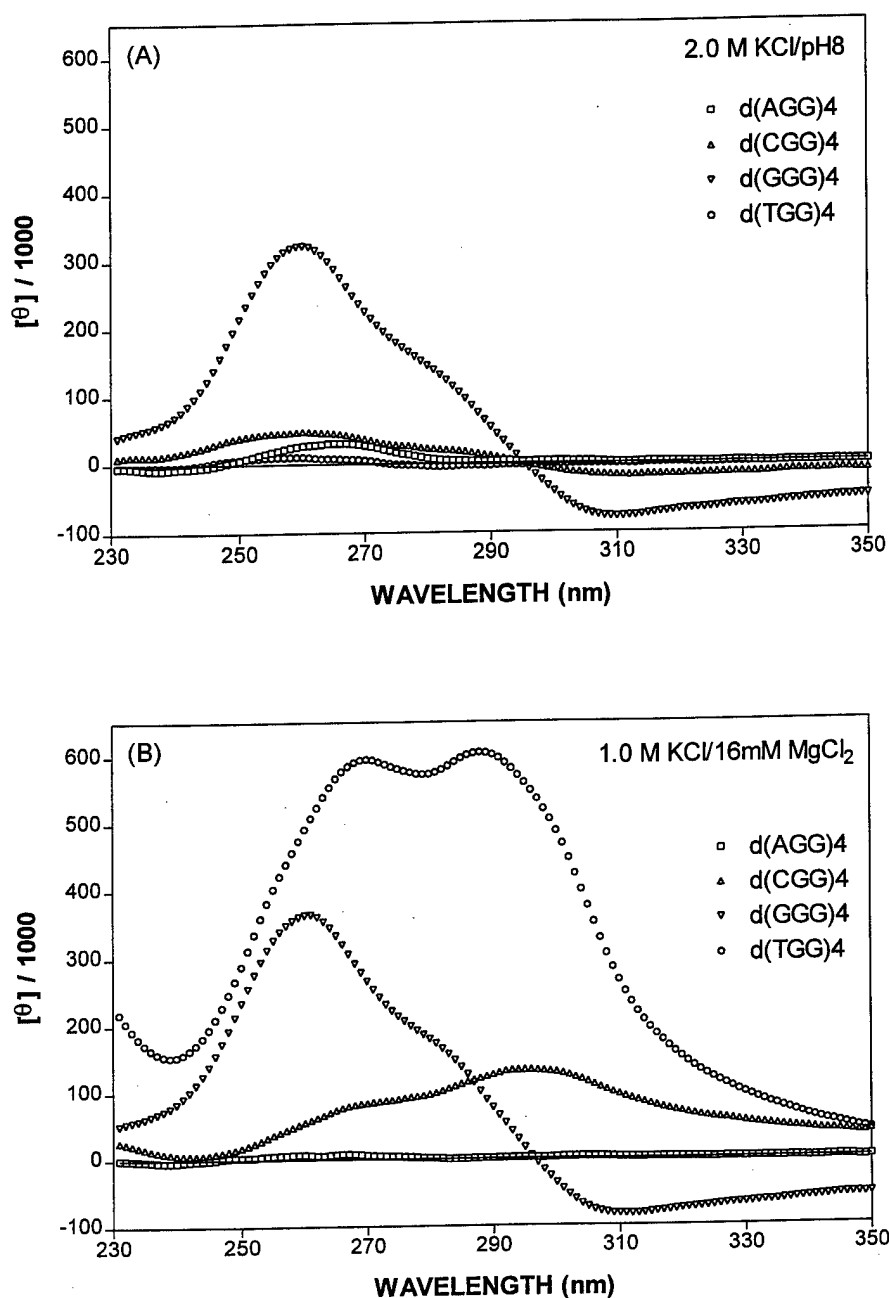 (A)
2.0 M KCl/pH8
d(AGG)4
d(CGG)4
d(GGG)4
d(TGG)4
600
500
400
300
200
100
0
-100
[θ] / 1000
230
250
270
290
310
330
350
WAVELENGTH (nm)
(B)
1.0 M KCl/16mM MgCl₂
d(AGG)4
d(CGG)4
d(GGG)4
d(TGG)4
600
500
400
300
200
100
0
-100
[θ] / 1000
230
250
270
290
310
330
350
WAVELENGTH (nm)